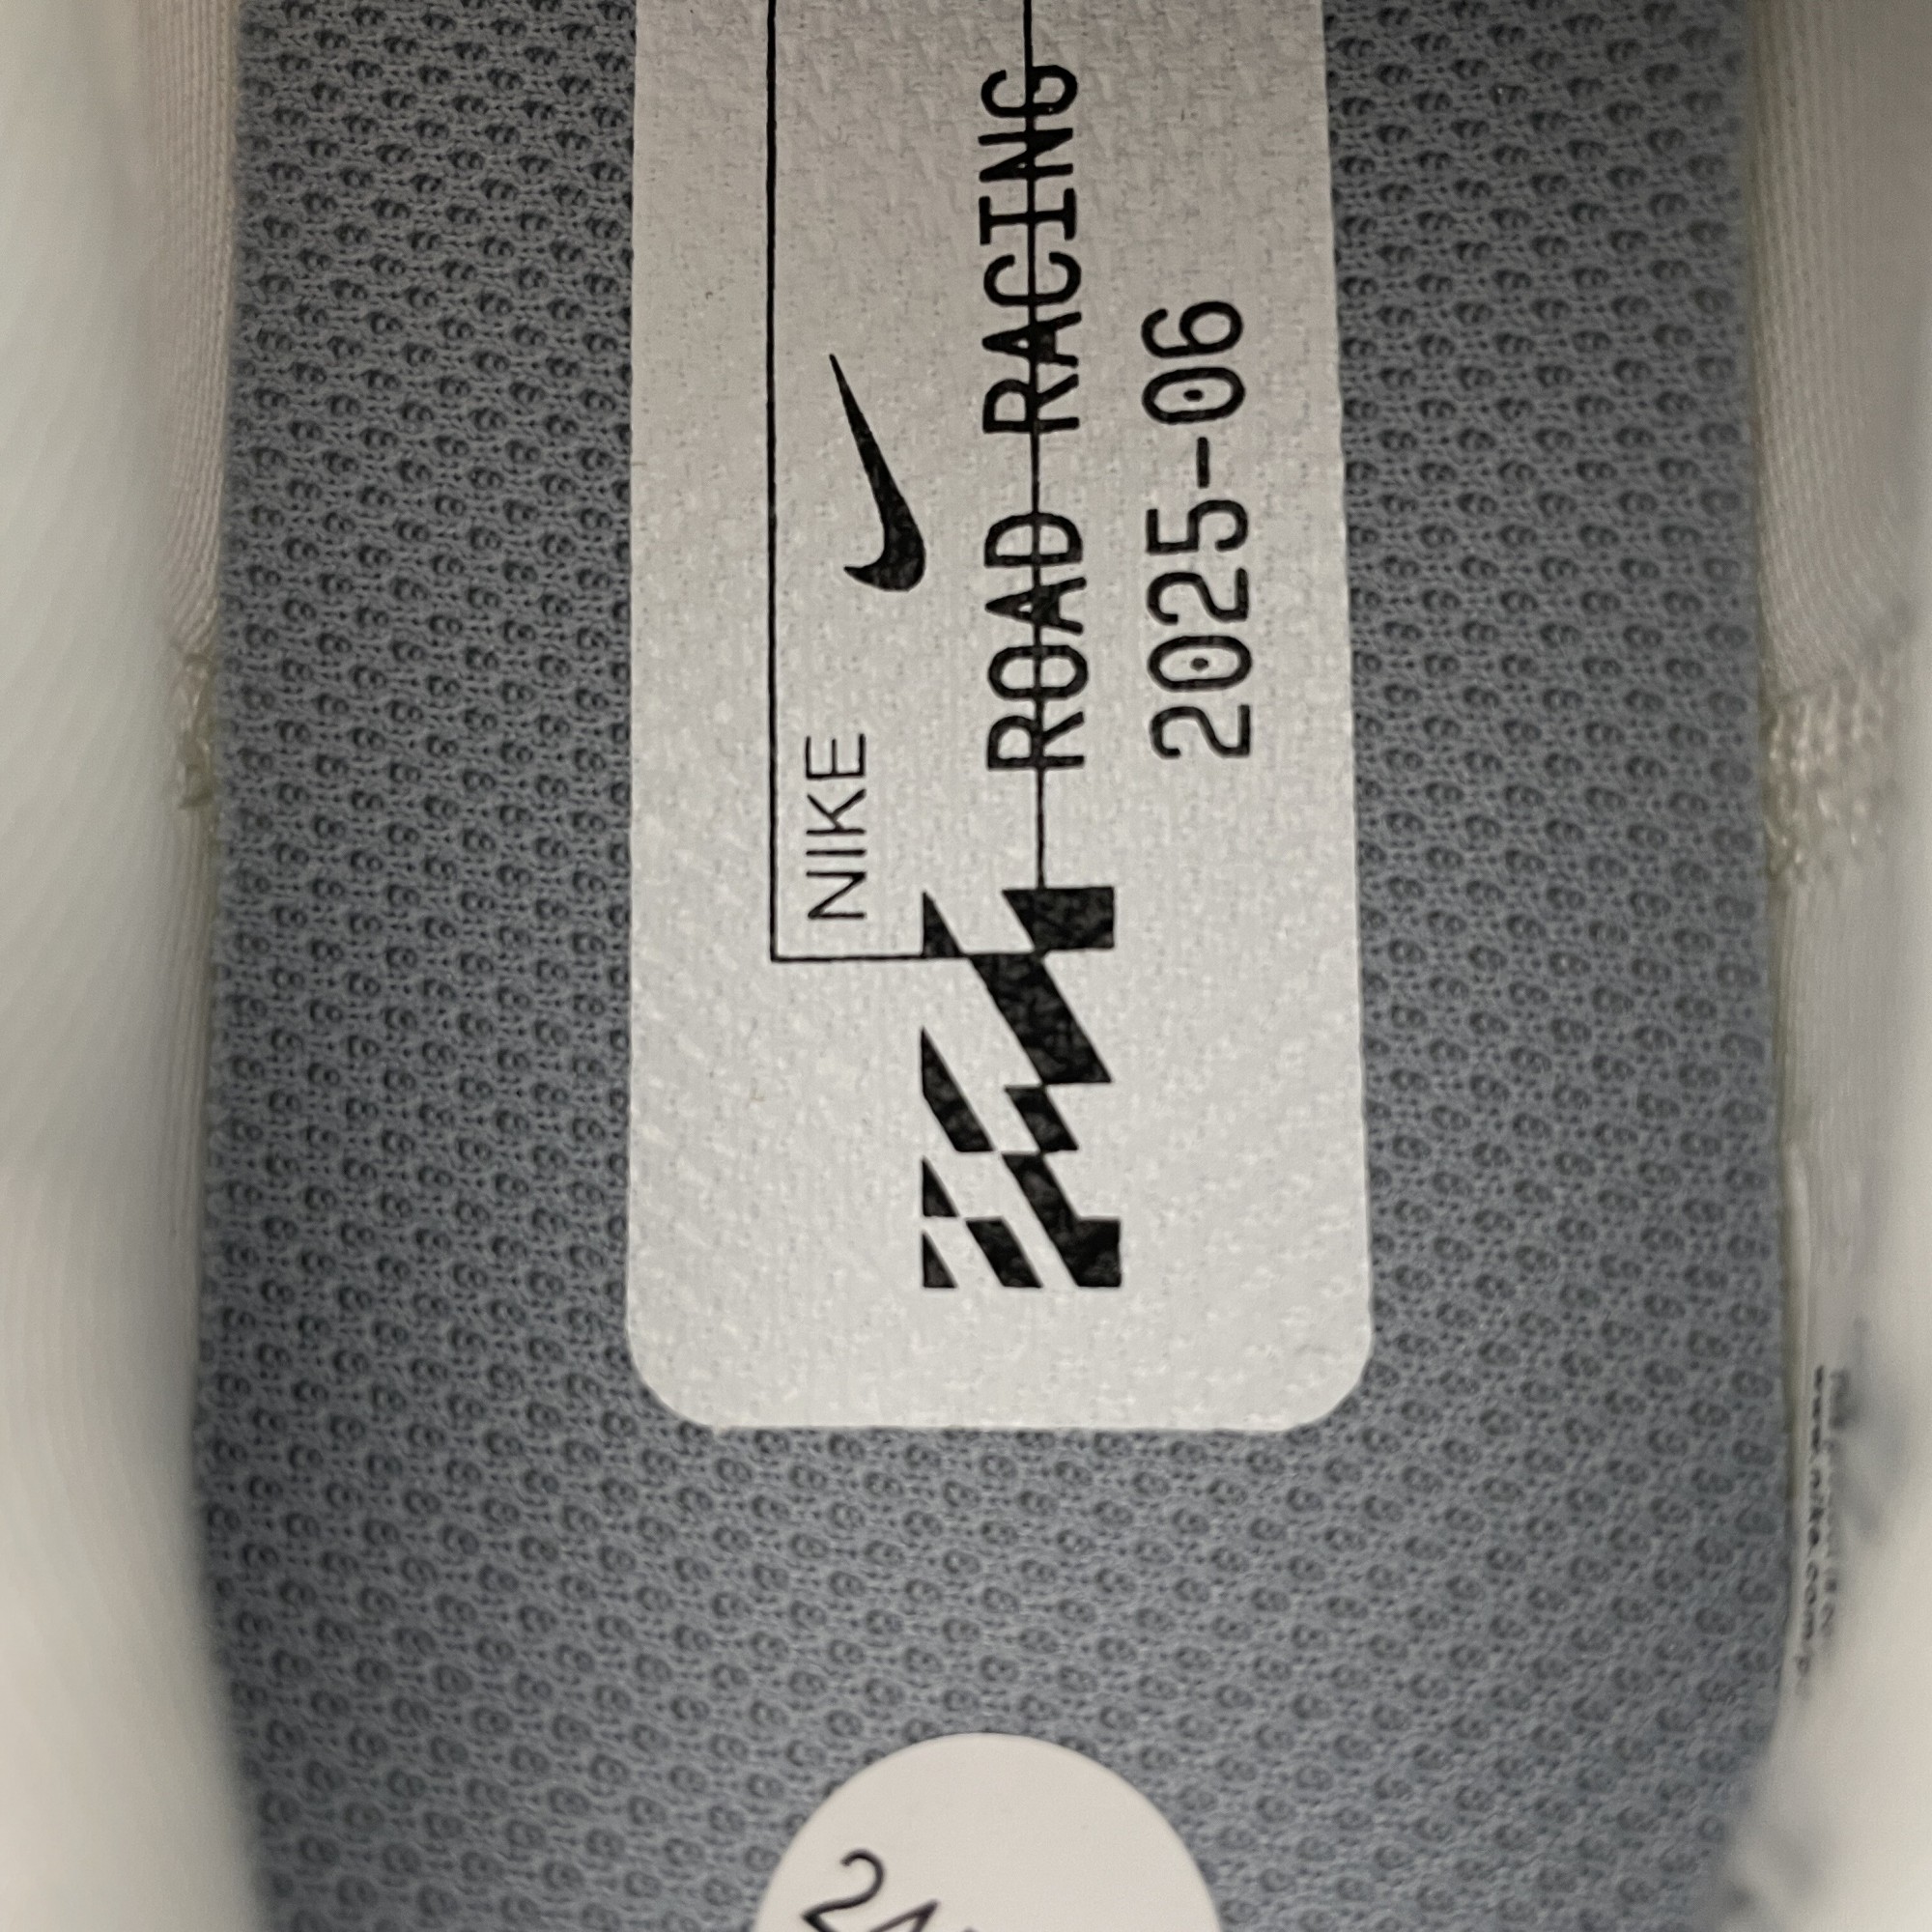 NIKE
ROAD RACING
2025-06